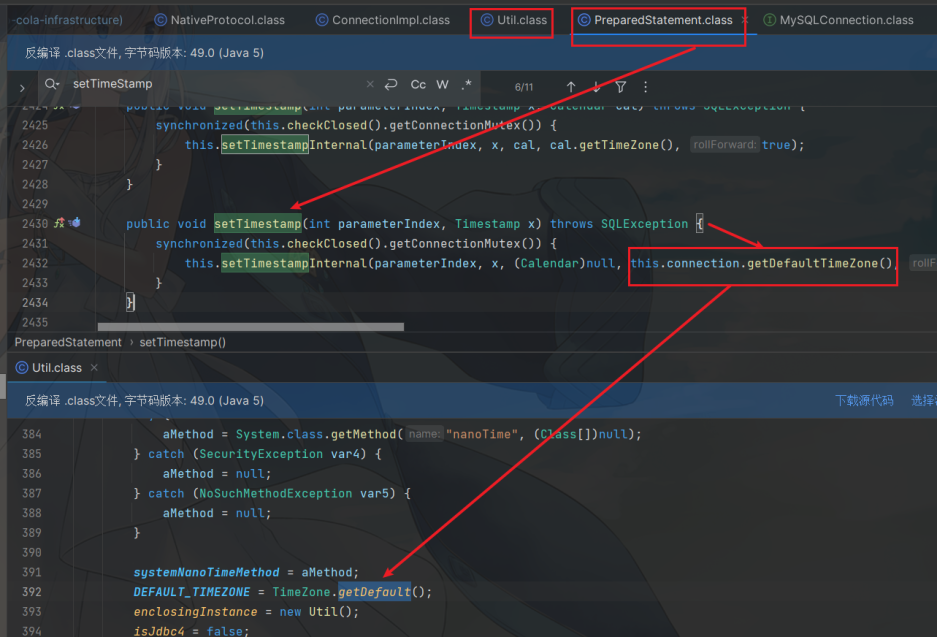 -cola-infrastructure) NativeProtocol.class ConnectionImpl.class Util.class PreparedStatement.class MySQLConnection.class
反编译 .class文件, 字节码版本: 49.0 (Java 5)
setTimeStamp Cc W .* 6/11
public void setTimestamp(int parameterIndex, Timestamp x, Calendar cal) throws SQLException {
2425 synchronized(this.checkClosed().getConnectionMutex()) {
2426 this.setTimestampInternal(parameterIndex, x, cal, cal.getTimeZone(), rollForward: true);
2427 }
2428 }
2429
2430 public void setTimestamp(int parameterIndex, Timestamp x) throws SQLException {
2431 synchronized(this.checkClosed().getConnectionMutex()) {
2432 this.setTimestampInternal(parameterIndex, x, (Calendar)null, this.connection.getDefaultTimeZone(), rollF
2433 }
2434 }
2435
PreparedStatement › setTimestamp()
Util.class
反编译 .class文件, 字节码版本: 49.0 (Java 5) 下载源代码 选择
384 aMethod = System.class.getMethod( name: "nanoTime", (Class[])null);
385 } catch (SecurityException var4) {
386 aMethod = null;
387 } catch (NoSuchMethodException var5) {
388 aMethod = null;
389 }
390
391 systemNanoTimeMethod = aMethod;
392 DEFAULT_TIMEZONE = TimeZone.getDefault();
393 enclosingInstance = new Util();
394 isJdbc4 = false;